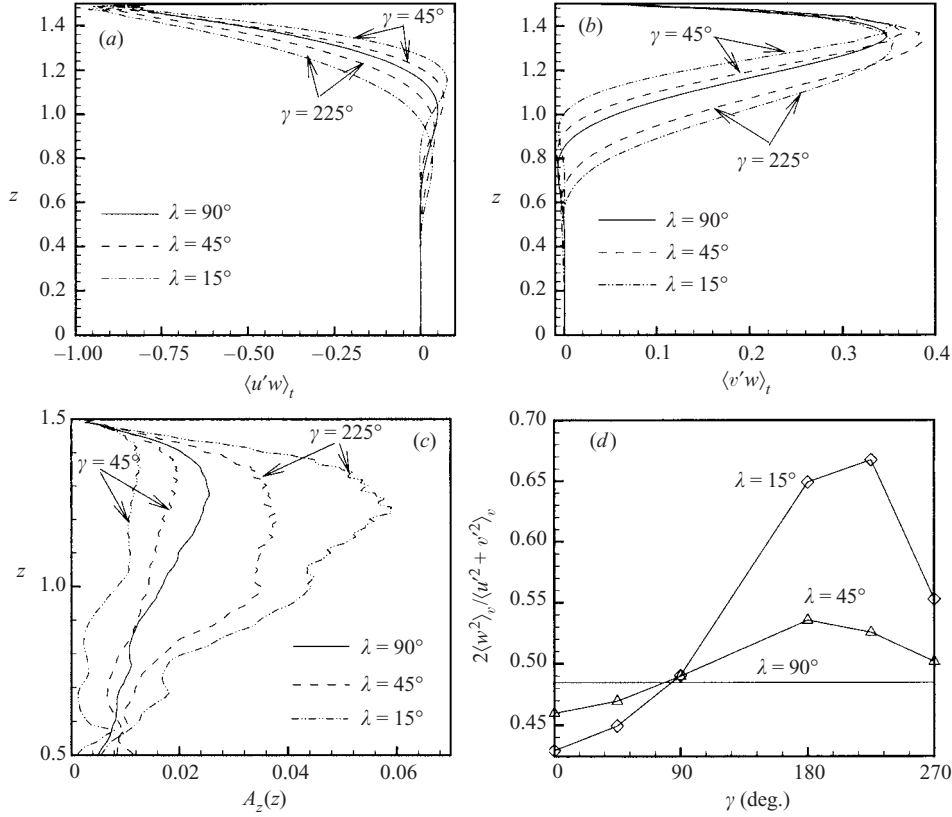 (a)
γ = 45°
γ = 225°
λ = 90°
λ = 45°
λ = 15°
z
1.4
1.2
1.0
0.8
0.6
0.4
0.2
0
−1.00
−0.75
−0.50
−0.25
0
⟨u′w⟩t
(b)
γ = 45°
γ = 225°
λ = 90°
λ = 45°
λ = 15°
z
1.4
1.2
1.0
0.8
0.6
0.4
0.2
0
0
0.1
0.2
0.3
0.4
⟨v′w⟩t
(c)
γ = 225°
γ = 45°
λ = 90°
λ = 45°
λ = 15°
z
1.5
1.0
0.5
0
0.02
0.04
0.06
Az(z)
(d)
λ = 15°
λ = 45°
λ = 90°
2⟨w²⟩v/⟨u′² + v′²⟩v
0.70
0.65
0.60
0.55
0.50
0.45
0
90
180
270
γ (deg.)